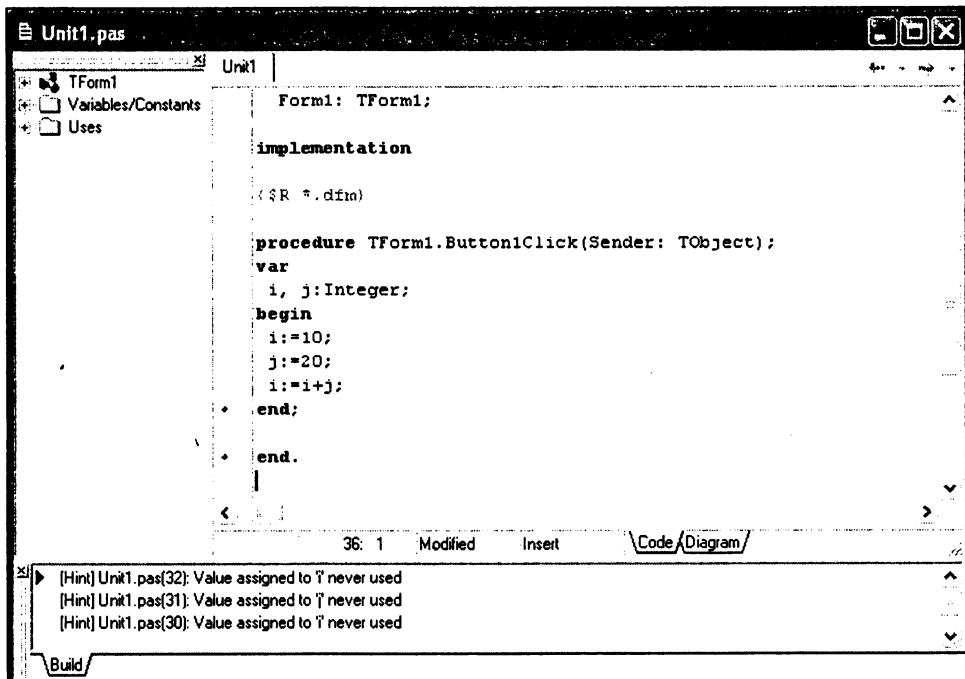 Unit1.pas
TForm1
Variables/Constants
Uses
Unit1
Form1: TForm1;
implementation
{$R *.dfm}
procedure TForm1.Button1Click(Sender: TObject);
var
i, j:Integer;
begin
i:=10;
j:=20;
i:=i+j;
end;
end.
36: 1 Modified Insert Code Diagram
[Hint] Unit1.pas(32): Value assigned to 'i' never used
[Hint] Unit1.pas(31): Value assigned to 'j' never used
[Hint] Unit1.pas(30): Value assigned to 'i' never used
Build